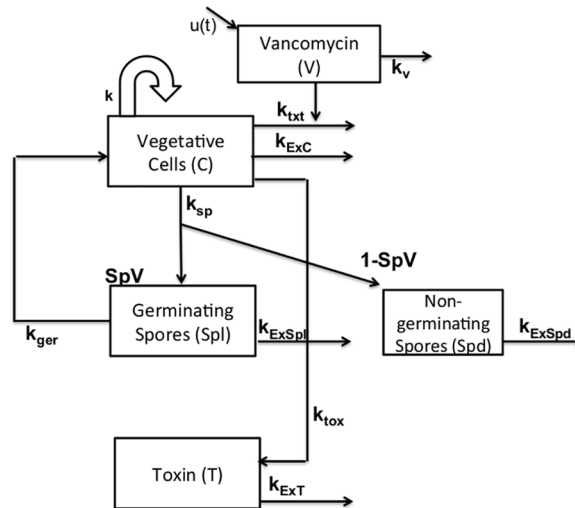 u(t)
Vancomycin
(V)
k_v
k
k_txt
Vegetative
Cells (C)
k_ExC
k_sp
1-SpV
SpV
Germinating
Spores (Spl)
k_ExSpl
Non-
germinating
Spores (Spd)
k_ExSpd
k_ger
k_tox
Toxin (T)
k_ExT